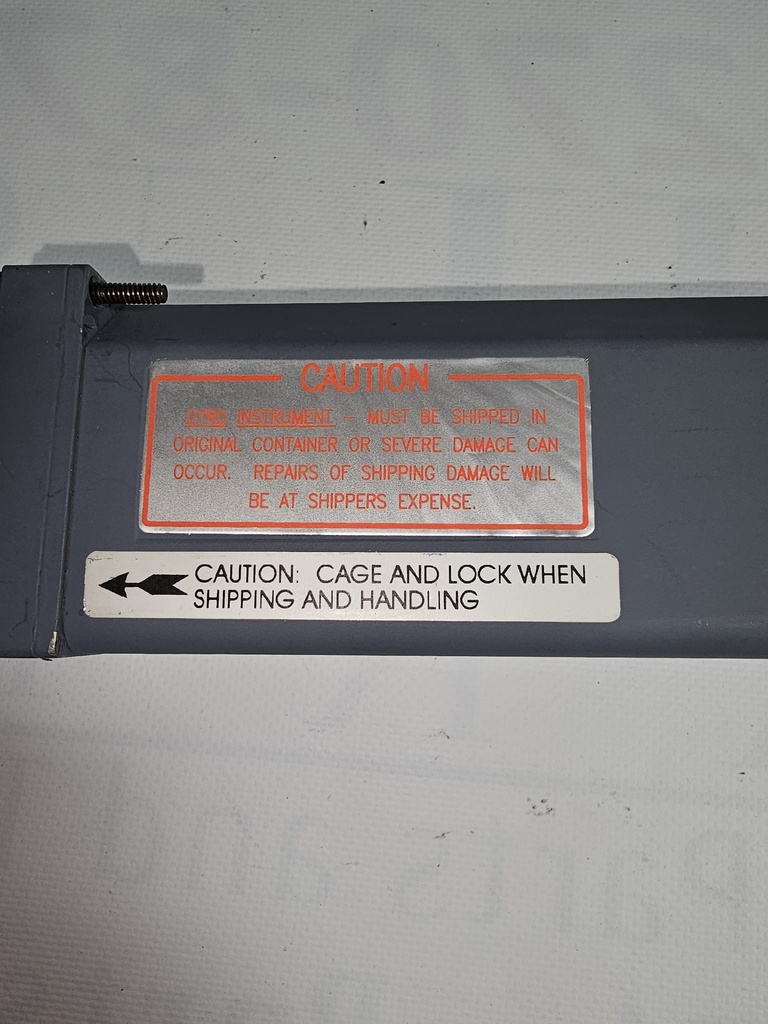 CAUTION
GYRO INSTRUMENT - MUST BE SHIPPED IN
ORIGINAL CONTAINER OR SEVERE DAMAGE CAN
OCCUR. REPAIRS OF SHIPPING DAMAGE WILL
BE AT SHIPPERS EXPENSE.
CAUTION: CAGE AND LOCK WHEN
SHIPPING AND HANDLING